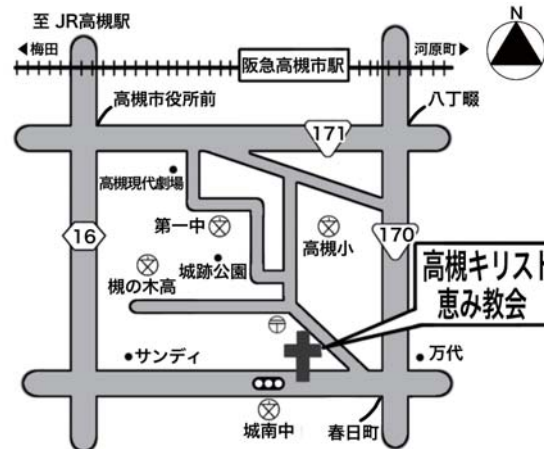 至 JR高槻駅
N
◀梅田
阪急高槻市駅
河原町▶
高槻市役所前
八丁畷
171
高槻現代劇場
第一中
高槻小
16
170
城跡公園
槻の木高
高槻キリスト
恵み教会
サンディ
万代
城南中
春日町